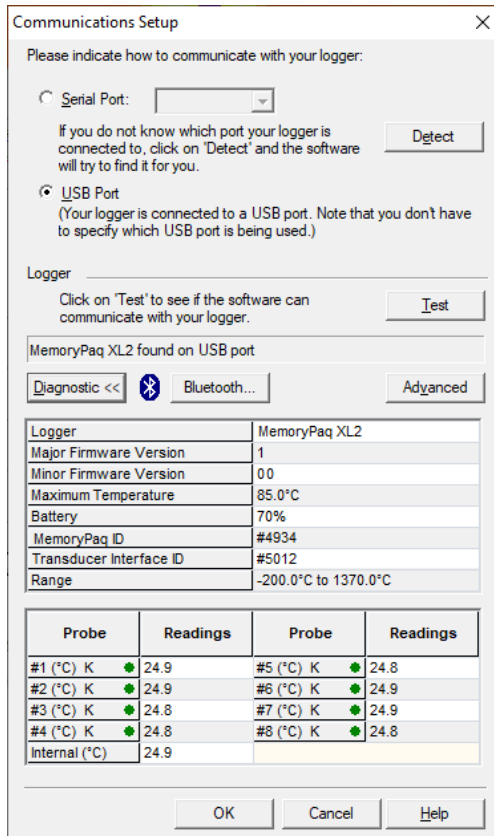 Communications Setup
Please indicate how to communicate with your logger:
Serial Port:
If you do not know which port your logger is
connected to, click on 'Detect' and the software
will try to find it for you.
Detect
USB Port
(Your logger is connected to a USB port. Note that you don't have
to specify which USB port is being used.)
Logger
Click on 'Test' to see if the software can
communicate with your logger.
Test
MemoryPaq XL2 found on USB port
Diagnostic << Bluetooth... Advanced
Logger MemoryPaq XL2
Major Firmware Version 1
Minor Firmware Version 00
Maximum Temperature 85.0°C
Battery 70%
MemoryPaq ID #4934
Transducer Interface ID #5012
Range -200.0°C to 1370.0°C
Probe Readings Probe Readings
#1 (°C) K 24.9 #5 (°C) K 24.8
#2 (°C) K 24.9 #6 (°C) K 24.9
#3 (°C) K 24.8 #7 (°C) K 24.9
#4 (°C) K 24.8 #8 (°C) K 24.8
Internal (°C) 24.9
OK Cancel Help